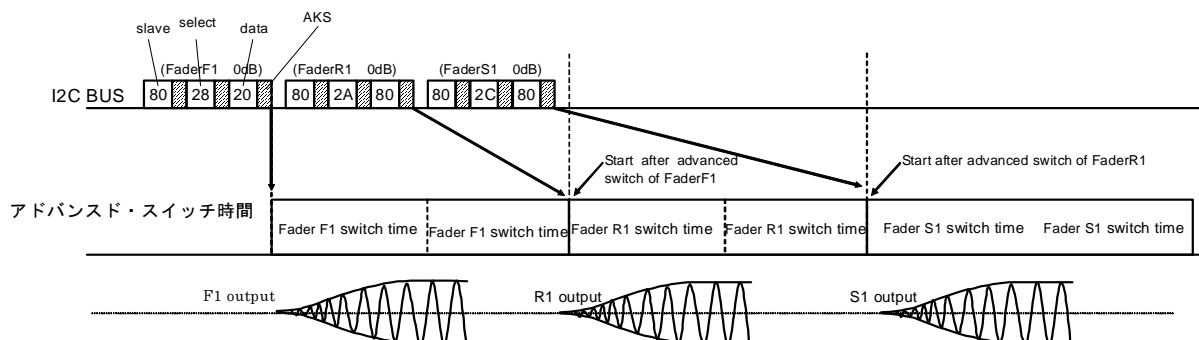 slave select data AKS
(FaderF1 0dB) (FaderR1 0dB) (FaderS1 0dB)
I2C BUS 80 28 20 80 2A 80 80 2C 80
Start after advanced
switch of FaderF1
Start after advanced switch of FaderR1
アドバンスド・スイッチ時間
Fader F1 switch time Fader F1 switch time Fader R1 switch time Fader R1 switch time Fader S1 switch time Fader S1 switch time
F1 output R1 output S1 output